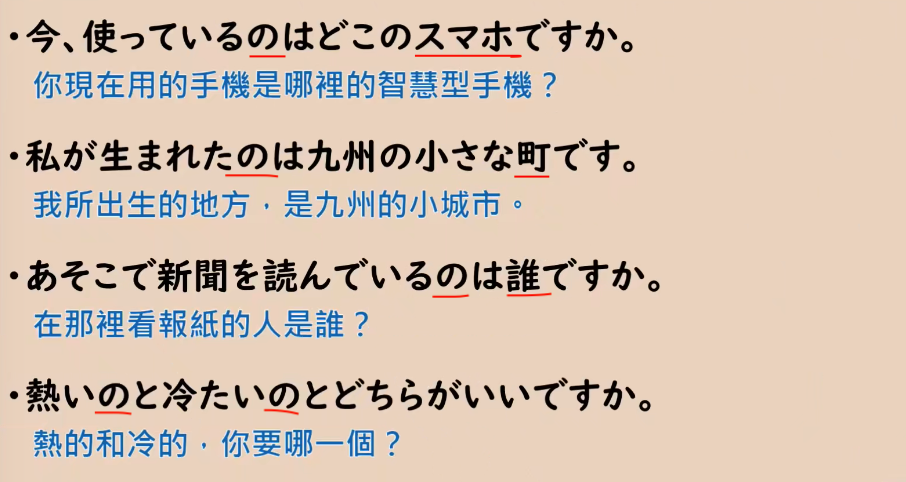 ・今、使っているのはどこのスマホですか。
你現在用的手機是哪裡的智慧型手機？
・私が生まれたのは九州の小さな町です。
我所出生的地方，是九州的小城市。
・あそこで新聞を読んでいるのは誰ですか。
在那裡看報紙的人是誰？
・熱いのと冷たいのとどちらがいいですか。
熱的和冷的，你要哪一個？